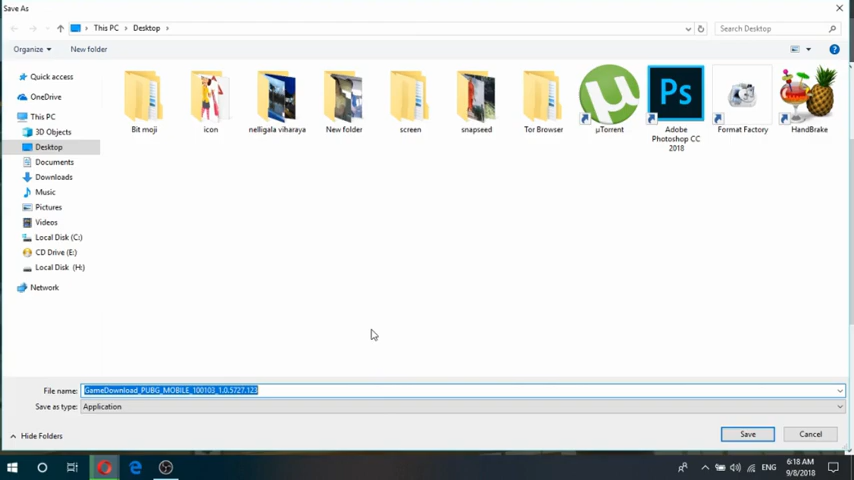 Save As
This PC > Desktop >
Search Desktop
Organize
New folder
Quick access
OneDrive
This PC
3D Objects
Desktop
Documents
Downloads
Music
Pictures
Videos
Local Disk (C:)
CD Drive (E:)
Local Disk (H:)
Network
Bit moji
icon
nelligala viharaya
New folder
screen
snapseed
Tor Browser
µTorrent
Ps
Adobe
Photoshop CC
2018
Format Factory
HandBrake
File name: GameDownload_PUBG_MOBILE_100103_1.0.5727.123
Save as type: Application
Hide Folders
Save
Cancel
ENG
6:18 AM
9/8/2018